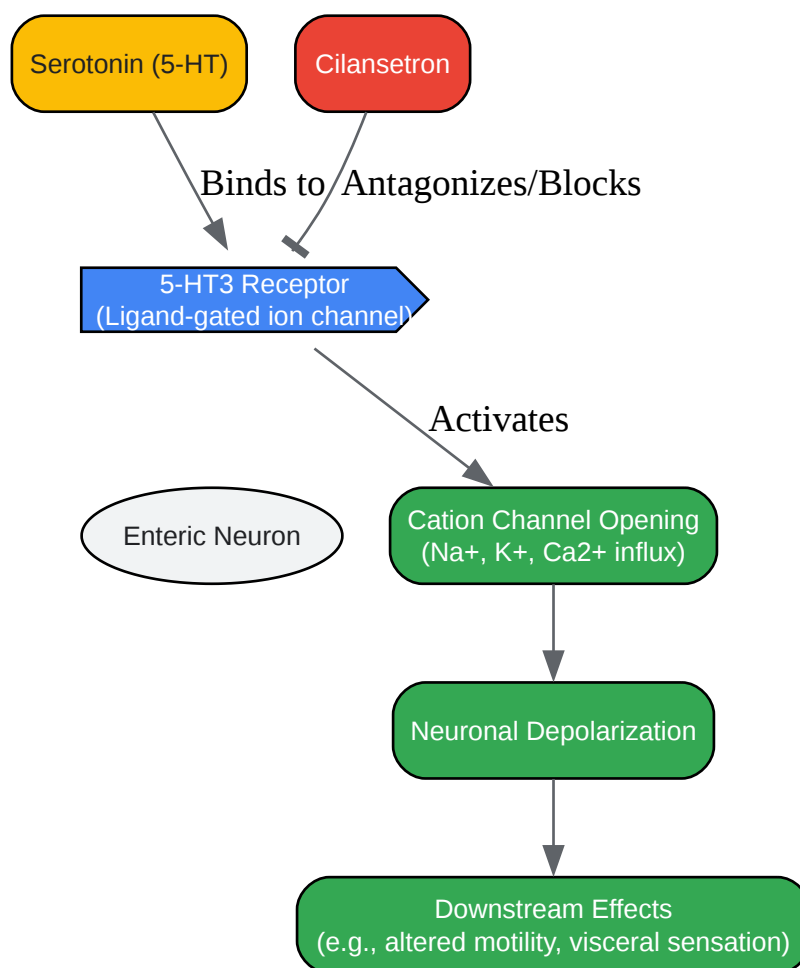 Serotonin (5-HT)
Cilansetron
Binds to
Antagonizes/Blocks
5-HT3 Receptor
(Ligand-gated ion channel)
Activates
Enteric Neuron
Cation Channel Opening
(Na+, K+, Ca2+ influx)
Neuronal Depolarization
Downstream Effects
(e.g., altered motility, visceral sensation)